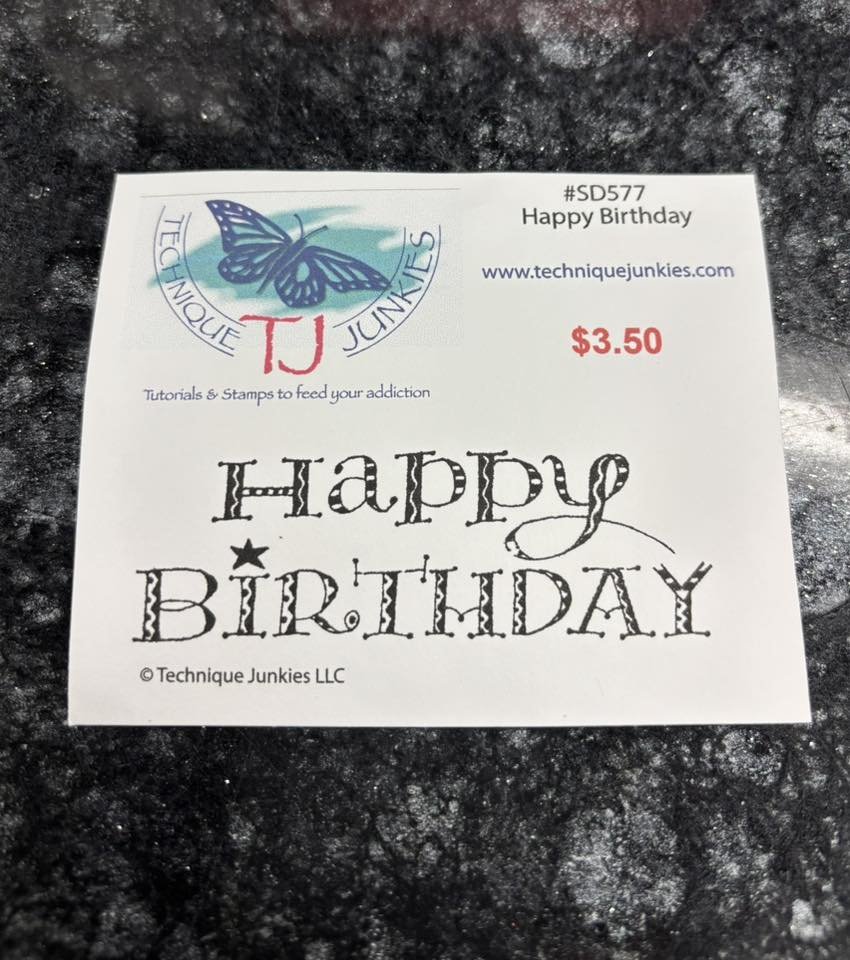 TECHNIQUE TJ JUNKIES
Tutorials & Stamps to feed your addiction
#SD577
Happy Birthday
www.techniquejunkies.com
$3.50
Happy
BiRTHDAY
© Technique Junkies LLC